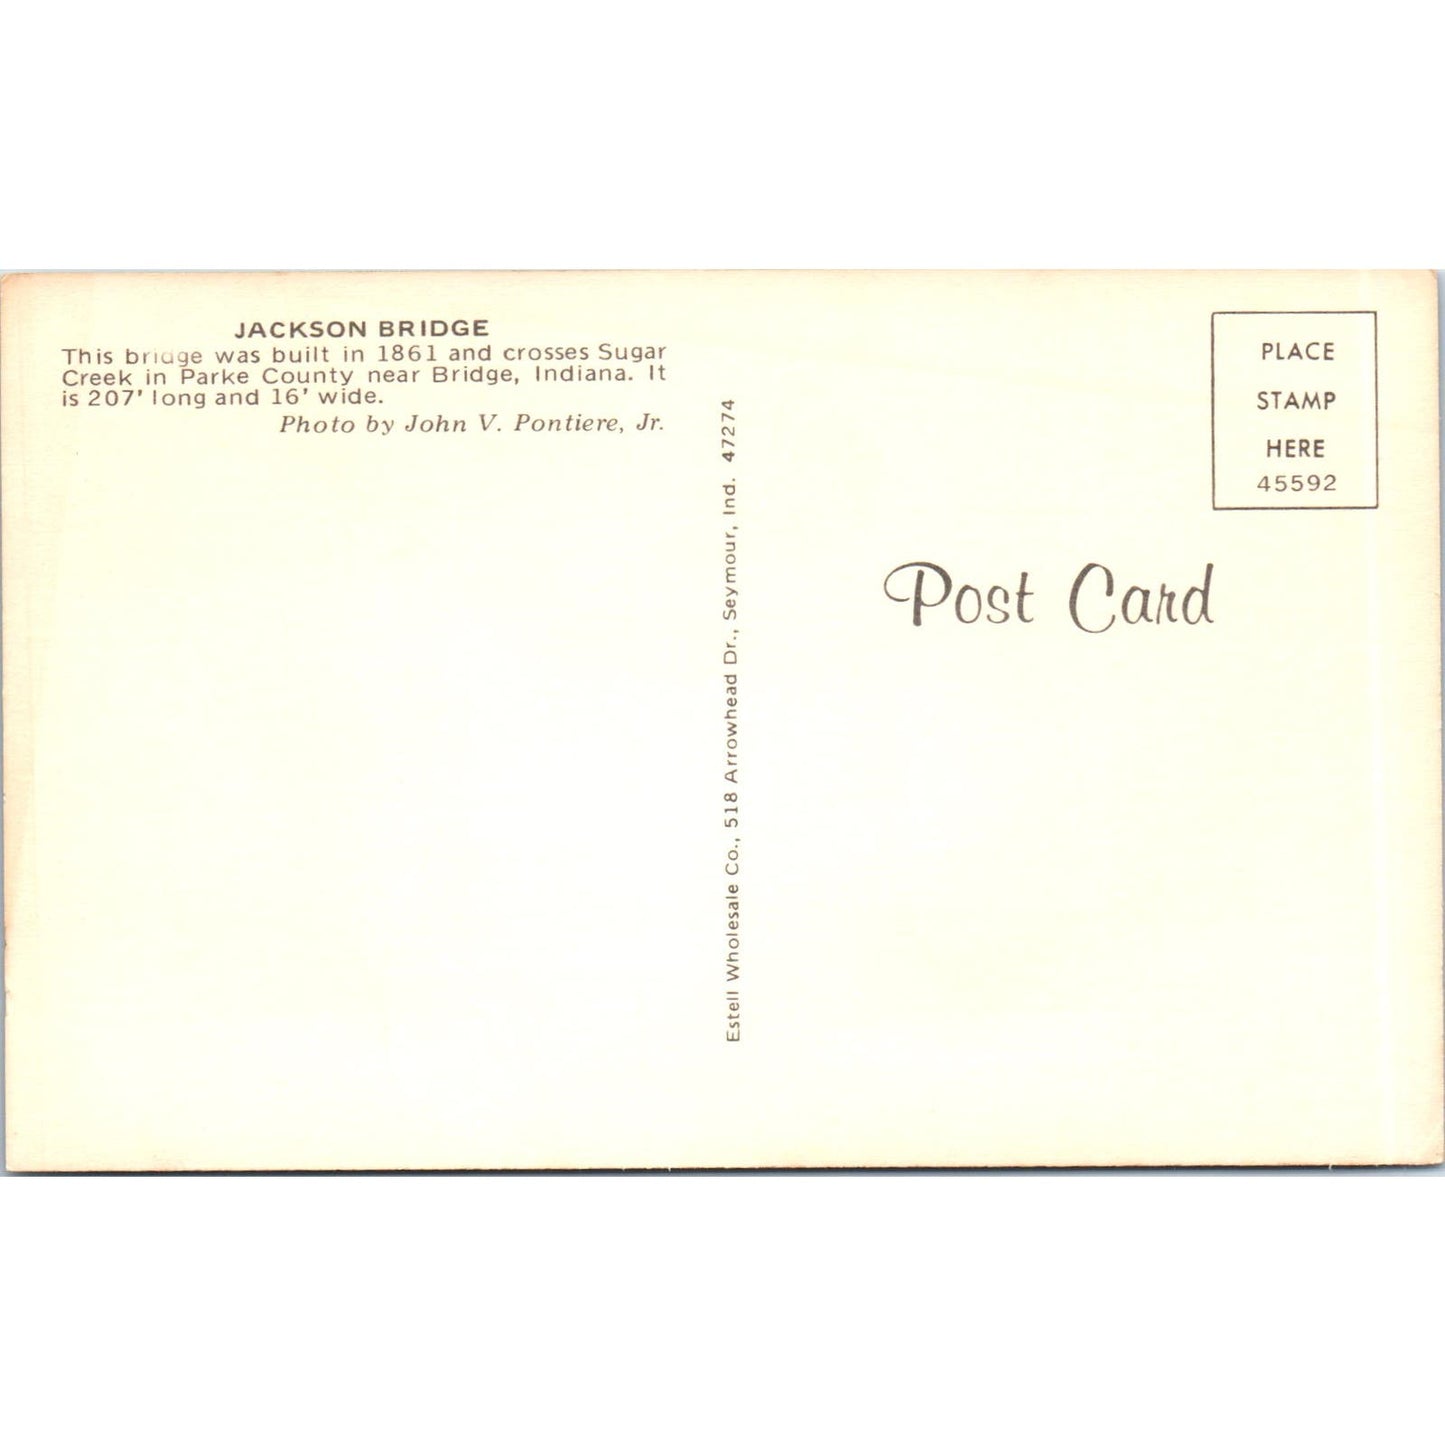 JACKSON BRIDGE
This bridge was built in 1861 and crosses Sugar
Creek in Parke County near Bridge, Indiana. It
is 207' long and 16' wide.
Photo by John V. Pontiere, Jr.
Estell Wholesale Co., 518 Arrowhead Dr., Seymour, Ind. 47274
PLACE
STAMP
HERE
45592
Post Card